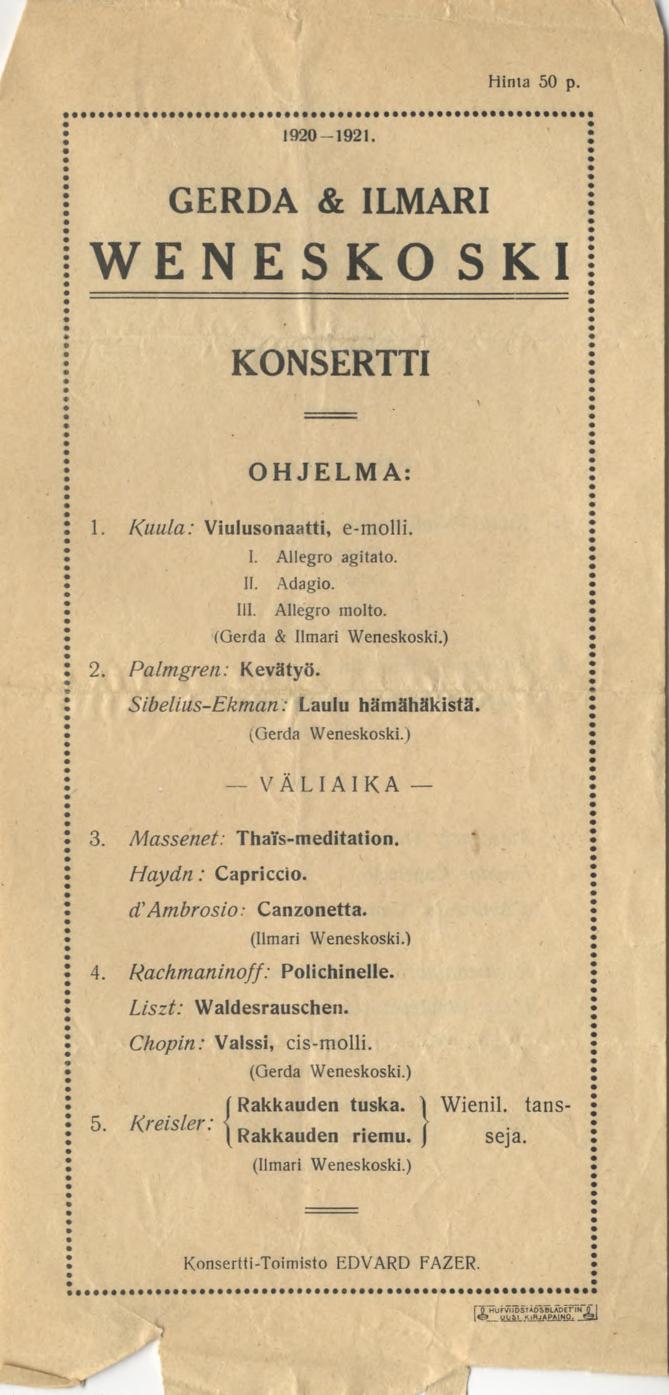 Hinta 50 p.
1920—1921.
GERDA & ILMARI
WENESKOSKI
KONSERTTI
OHJELMA:
1. Kuula: Viulusonaatti, e-molli.
I. Allegro agitato.
II. Adagio.
III. Allegro molto.
(Gerda & Ilmari Weneskoski.)
2. Palmgren: Kevätyö.
Sibelius-Ekman: Laulu hämähäkistä.
(Gerda Weneskoski.)
— VÄLIAIKA —
3. Massenet: Thaïs-meditation.
Haydn: Capriccio.
d'Ambrosio: Canzonetta.
(Ilmari Weneskoski.)
4. Rachmaninoff: Polichinelle.
Liszt: Waldesrauschen.
Chopin: Valssi, cis-molli.
(Gerda Weneskoski.)
5. Kreisler: { Rakkauden tuska. } Wienil. tans-
{ Rakkauden riemu. } seja.
(Ilmari Weneskoski.)
Konsertti-Toimisto EDVARD FAZER.
HUFVUDSTADSBLADET'IN
UUSI KIRJAPAINO.